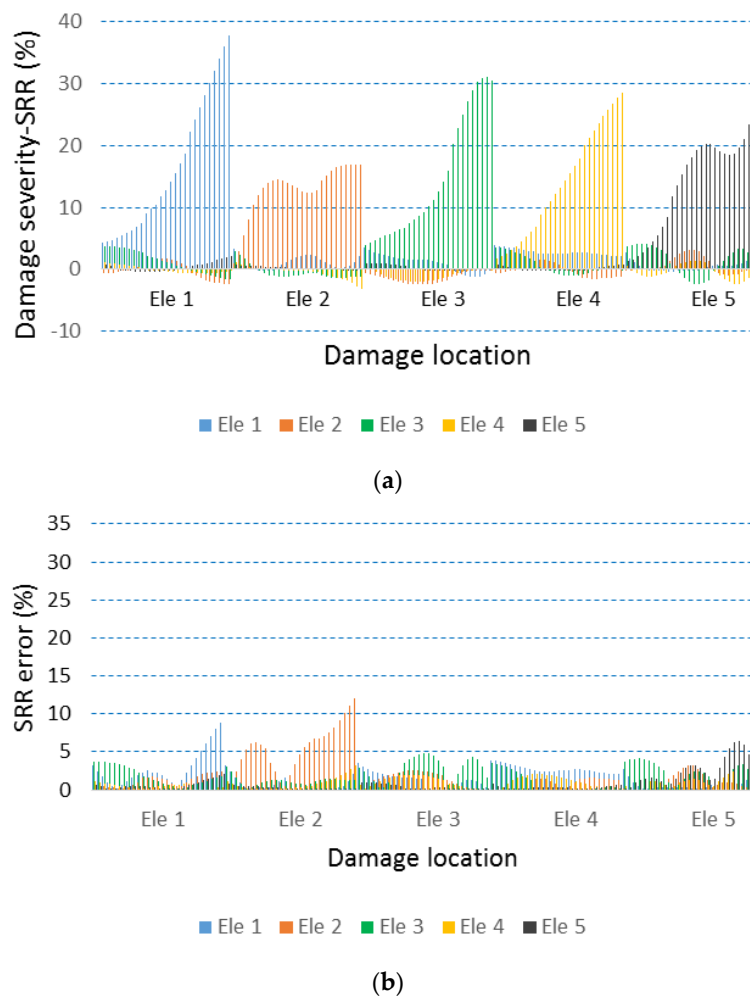 Damage severity-SRR (%)
40
30
20
10
0
-10
Ele 1 Ele 2 Ele 3 Ele 4 Ele 5
Damage location
Ele 1 Ele 2 Ele 3 Ele 4 Ele 5
(a)
SRR error (%)
35
30
25
20
15
10
5
0
Ele 1 Ele 2 Ele 3 Ele 4 Ele 5
Damage location
Ele 1 Ele 2 Ele 3 Ele 4 Ele 5
(b)